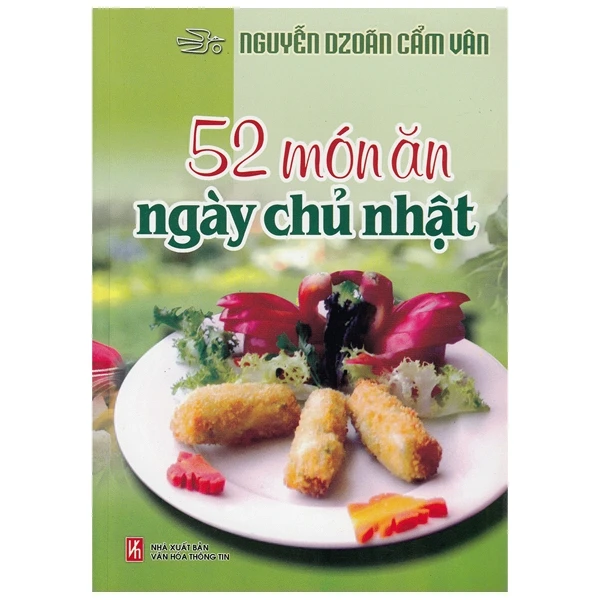 NGUYỄN DZOÃN CẨM VÂN
52 món ăn
ngày chủ nhật
NHÀ XUẤT BẢN
VĂN HÓA THÔNG TIN